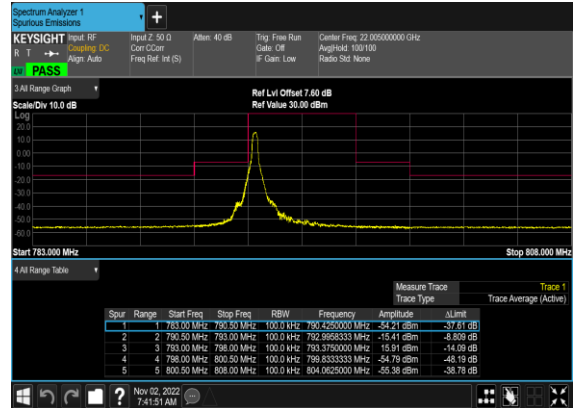 Spectrum Analyzer 1
Spurious Emissions
KEYSIGHT Input: RF Input Z: 50 Ω Atten: 40 dB Trig: Free Run Center Freq: 22.005000000 GHz
R T Coupling: DC Corr CCorr Gate: Off Avg|Hold: 100/100
Align: Auto Freq Ref: Int (S) IF Gain: Low Radio Std: None
PASS
3 All Range Graph
Ref Lvl Offset 7.60 dB
Scale/Div 10.0 dB Ref Value 30.00 dBm
Log
20.0
10.0
0.00
-10.0
-20.0
-30.0
-40.0
-50.0
-60.0
Start 783.000 MHz Stop 808.000 MHz
4 All Range Table
Measure Trace Trace 1
Trace Type Trace Average (Active)
Spur Range Start Freq Stop Freq RBW Frequency Amplitude ΔLimit
1 1 783.00 MHz 790.50 MHz 100.0 kHz 790.4250000 MHz -54.21 dBm -37.61 dB
2 2 790.50 MHz 793.00 MHz 100.0 kHz 792.9958333 MHz -15.41 dBm -8.809 dB
3 3 793.00 MHz 798.00 MHz 100.0 kHz 793.3750000 MHz 15.91 dBm -14.09 dB
4 4 798.00 MHz 800.50 MHz 100.0 kHz 799.8333333 MHz -54.79 dBm -48.19 dB
5 5 800.50 MHz 808.00 MHz 100.0 kHz 804.0625000 MHz -55.38 dBm -38.78 dB
Nov 02, 2022
7:41:51 AM